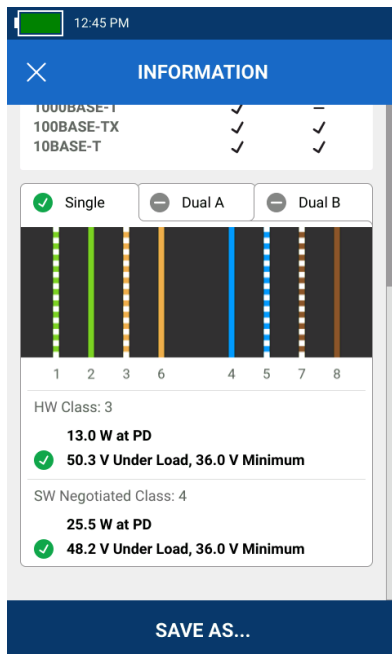 12:45 PM
INFORMATION
1000BASE-T
100BASE-TX
10BASE-T
Single
Dual A
Dual B
1 2 3 6 4 5 7 8
HW Class: 3
13.0 W at PD
50.3 V Under Load, 36.0 V Minimum
SW Negotiated Class: 4
25.5 W at PD
48.2 V Under Load, 36.0 V Minimum
SAVE AS...